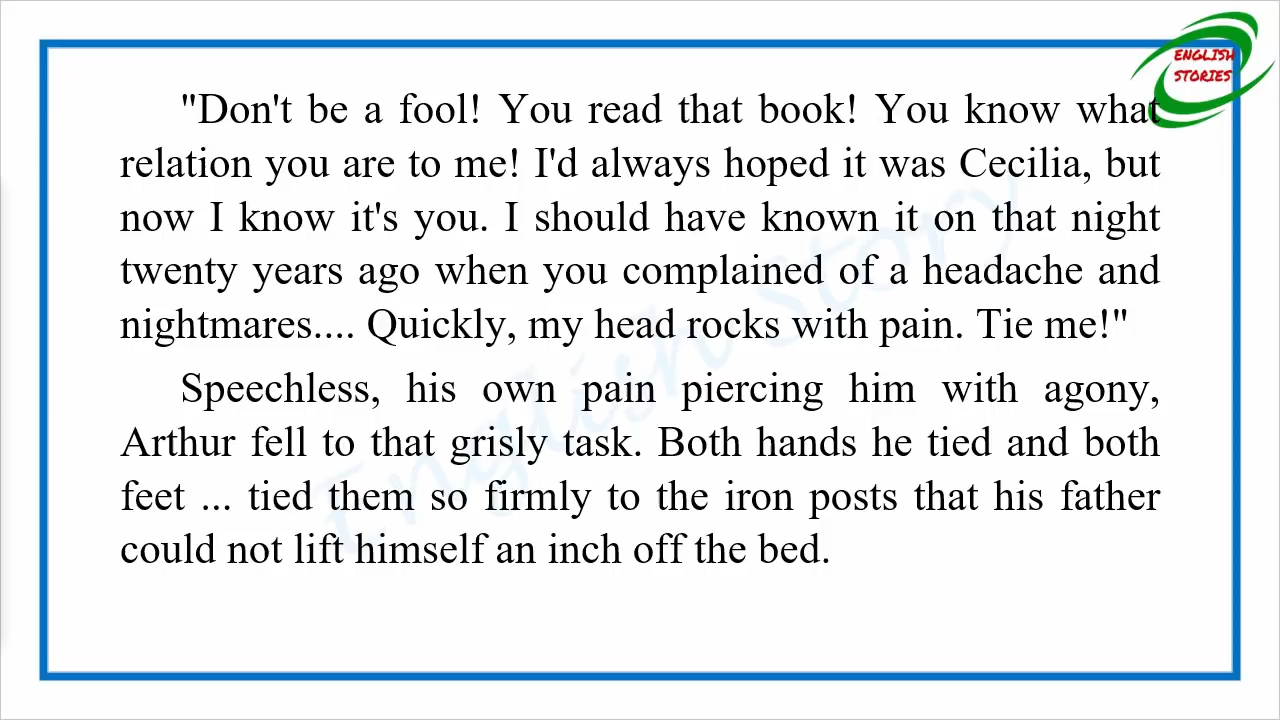 ENGLISH
STORIES
"Don't be a fool! You read that book! You know what
relation you are to me! I'd always hoped it was Cecilia, but
now I know it's you. I should have known it on that night
twenty years ago when you complained of a headache and
nightmares.... Quickly, my head rocks with pain. Tie me!"
Speechless, his own pain piercing him with agony,
Arthur fell to that grisly task. Both hands he tied and both
feet ... tied them so firmly to the iron posts that his father
could not lift himself an inch off the bed.
English Story